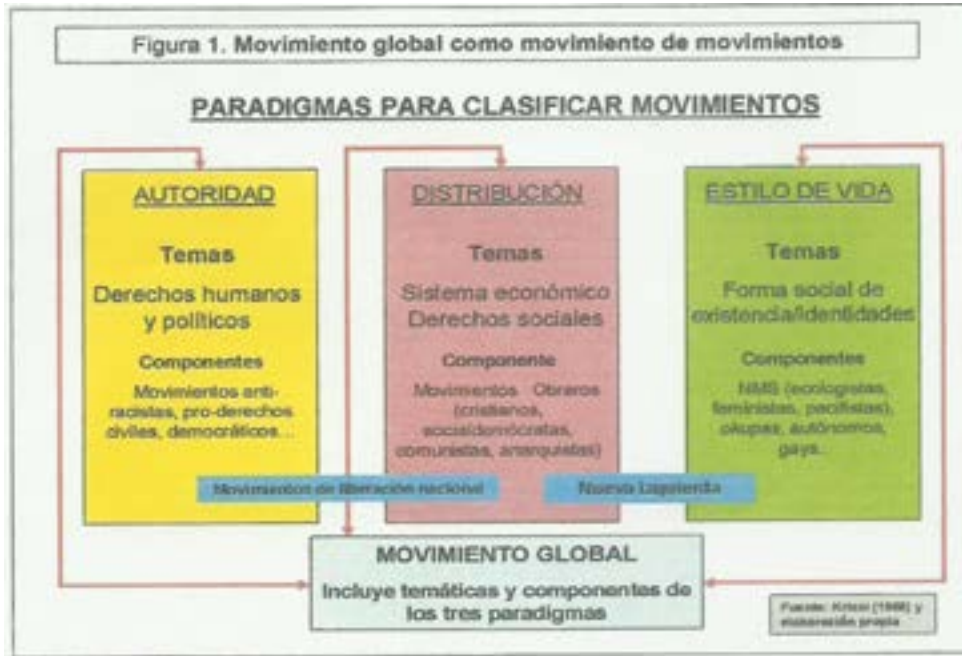 Figura 1. Movimiento global como movimiento de movimientos
PARADIGMAS PARA CLASIFICAR MOVIMIENTOS
AUTORIDAD
Temas
Derechos humanos
y políticos
Componentes
Movimientos anti-
racistas, pro-derechos
civiles, democráticos...
DISTRIBUCIÓN
Temas
Sistema económico
Derechos sociales
Componente
Movimientos Obreros
(cristianos,
socialdemócratas,
comunistas, anarquistas)
ESTILO DE VIDA
Temas
Forma social de
existencia/identidades
Componentes
NMS (ecologistas,
feministas, pacifistas),
okupas, autónomos,
gays...
Movimientos de liberación nacional
Nueva Izquierda
MOVIMIENTO GLOBAL
Incluye temáticas y componentes de
los tres paradigmas
Fuente: y
elaboración propia